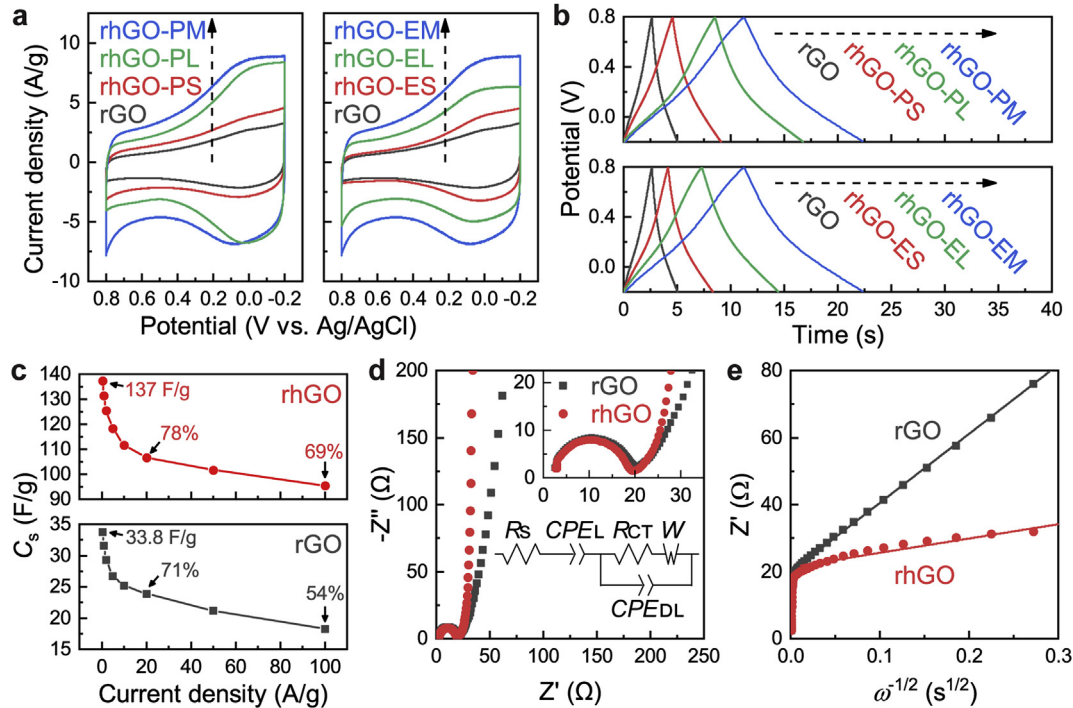 a
rhGO-PM
rhGO-PL
rhGO-PS
rGO
rhGO-EM
rhGO-EL
rhGO-ES
rGO
10
5
0
-5
-10
Current density (A/g)
0.8 0.6 0.4 0.2 0.0 -0.2
0.8 0.6 0.4 0.2 0.0 -0.2
Potential (V vs. Ag/AgCl)
b
0.8
0.4
0.0
rGO
rhGO-PS
rhGO-PL
rhGO-PM
0.8
0.4
0.0
rGO
rhGO-ES
rhGO-EL
rhGO-EM
Potential (V)
0 5 10 15 20 25 30 35 40
Time (s)
c
140
130
120
110
100
90
137 F/g
rhGO
78%
69%
35
30
25
20
15
33.8 F/g
rGO
71%
54%
Cs (F/g)
0 20 40 60 80 100
Current density (A/g)
d
200
150
100
50
0
-Z'' (Ω)
20
10
0
rGO
rhGO
0 10 20 30
RS CPEL RCT W
CPEDL
0 50 100 150 200
Z' (Ω)
e
80
60
40
20
0
Z' (Ω)
rGO
rhGO
0.0 0.1 0.2 0.3
ω-1/2 (s1/2)